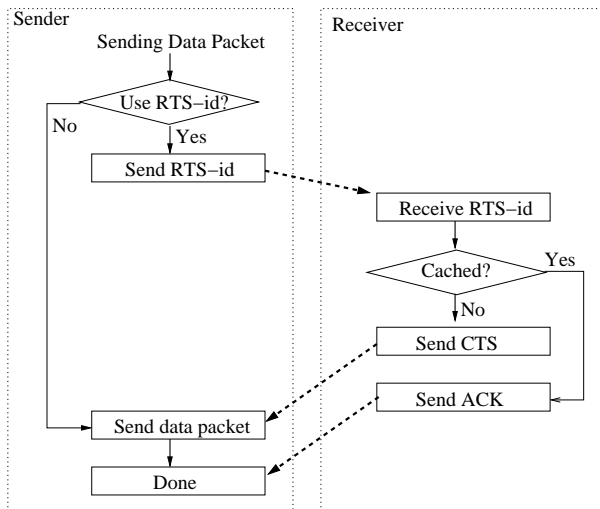 Sender
Sending Data Packet
Use RTS−id?
No
Yes
Send RTS−id
Send data packet
Done
Receiver
Receive RTS−id
Cached?
Yes
No
Send CTS
Send ACK